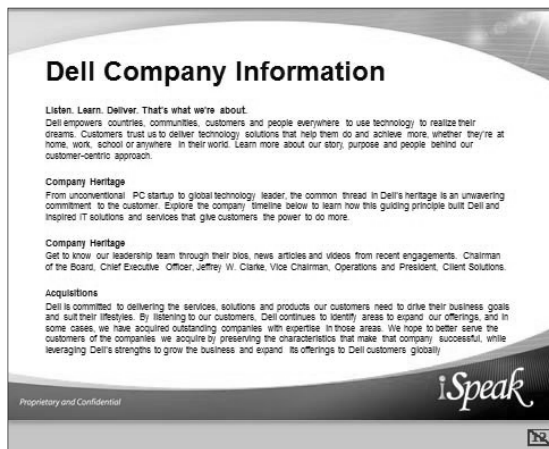 Dell Company Information
Listen. Learn. Deliver. That's what we're about.
Dell empowers countries, communities, customers and people everywhere to use technology to realize their
dreams. Customers trust us to deliver technology solutions that help them do and achieve more, whether they're at
home, work, school or anywhere in their world. Learn more about our story, purpose and people behind our
customer-centric approach.
Company Heritage
From unconventional PC startup to global technology leader, the common thread in Dell's heritage is an unwavering
commitment to the customer. Explore the company timeline below to learn how this guiding principle built Dell and
inspired IT solutions and services that give customers the power to do more.
Company Heritage
Get to know our leadership team through their bios, news articles and videos from recent engagements. Chairman
of the Board, Chief Executive Officer, Jeffrey W. Clarke, Vice Chairman, Operations and President, Client Solutions.
Acquisitions
Dell is committed to delivering the services, solutions and products our customers need to drive their business goals
and suit their lifestyles. By listening to our customers, Dell continues to identify areas to expand our offerings, and in
some cases, we have acquired outstanding companies with expertise in those areas. We hope to better serve the
customers of the companies we acquire by preserving the characteristics that make that company successful, while
leveraging Dell's strengths to grow the business and expand its offerings to Dell customers globally
iSpeak
Proprietary and Confidential